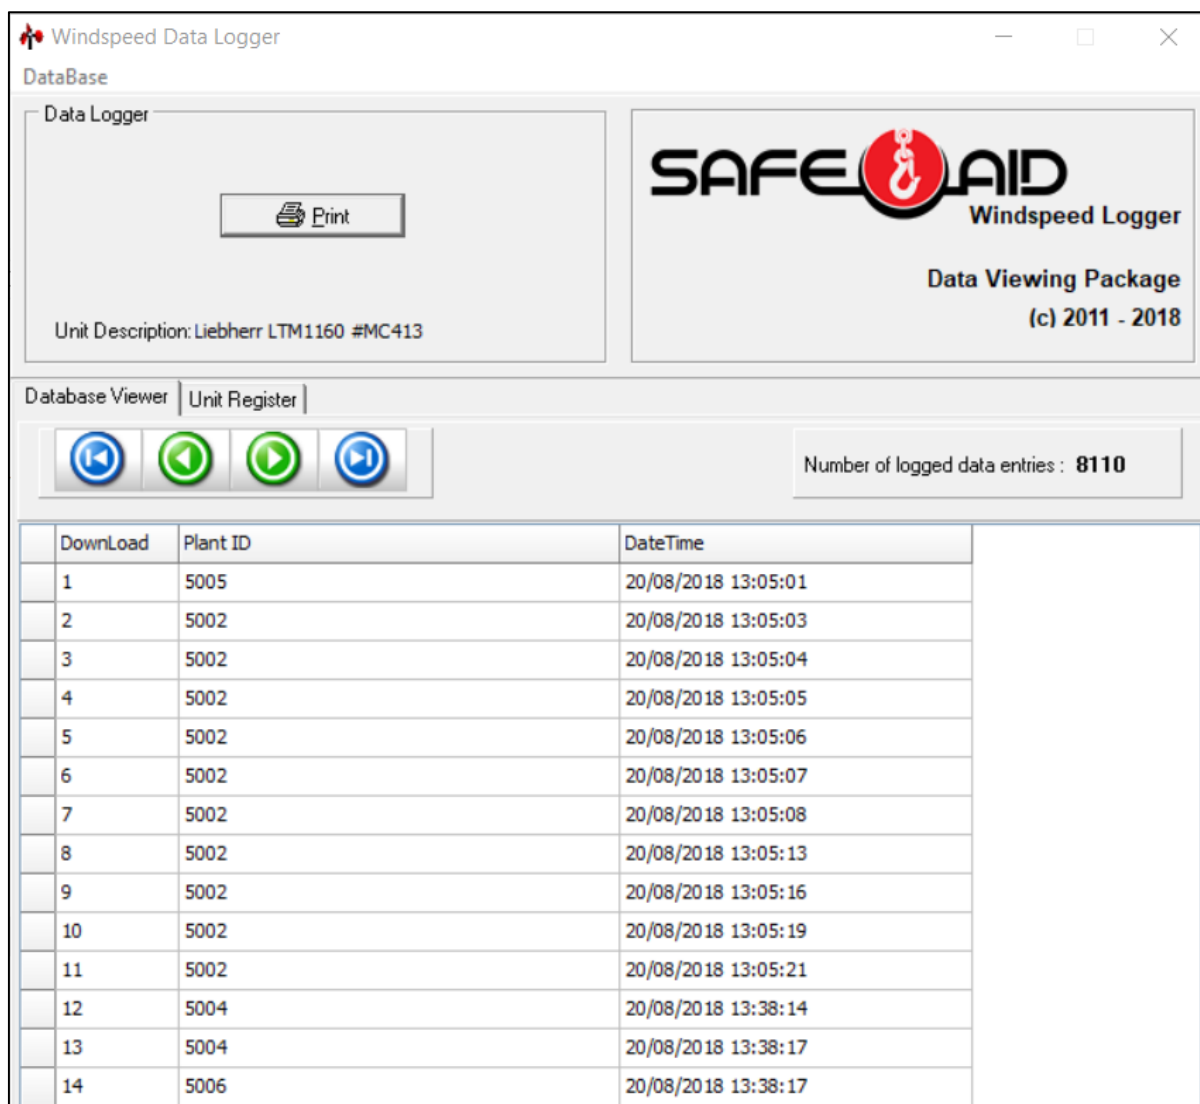 Windspeed Data Logger
DataBase
Data Logger
Print
Unit Description: Liebherr LTM1160 #MC413
SAFE AID
Windspeed Logger
Data Viewing Package
(c) 2011 - 2018
Database Viewer Unit Register
Number of logged data entries : 8110
DownLoad Plant ID DateTime
1 5005 20/08/2018 13:05:01
2 5002 20/08/2018 13:05:03
3 5002 20/08/2018 13:05:04
4 5002 20/08/2018 13:05:05
5 5002 20/08/2018 13:05:06
6 5002 20/08/2018 13:05:07
7 5002 20/08/2018 13:05:08
8 5002 20/08/2018 13:05:13
9 5002 20/08/2018 13:05:16
10 5002 20/08/2018 13:05:19
11 5002 20/08/2018 13:05:21
12 5004 20/08/2018 13:38:14
13 5004 20/08/2018 13:38:17
14 5006 20/08/2018 13:38:17